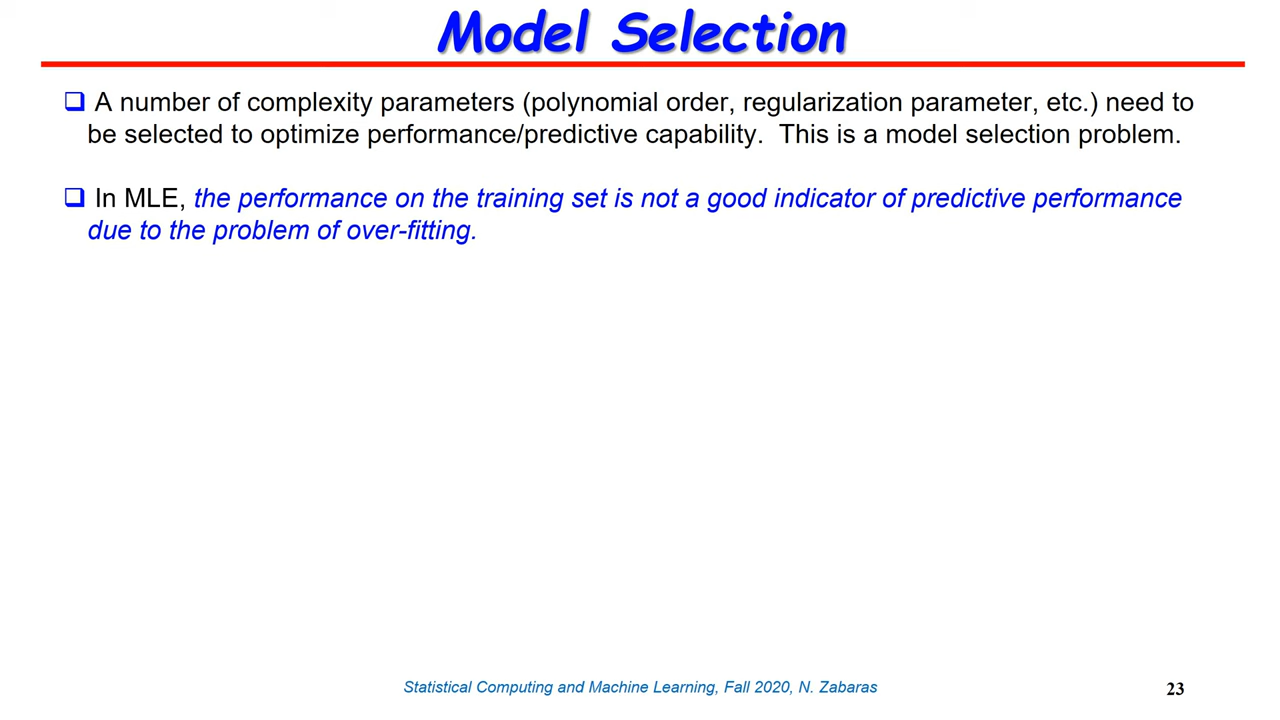 Model Selection
A number of complexity parameters (polynomial order, regularization parameter, etc.) need to
be selected to optimize performance/predictive capability.  This is a model selection problem.
In MLE, the performance on the training set is not a good indicator of predictive performance
due to the problem of over-fitting.
Statistical Computing and Machine Learning, Fall 2020, N. Zabaras
23